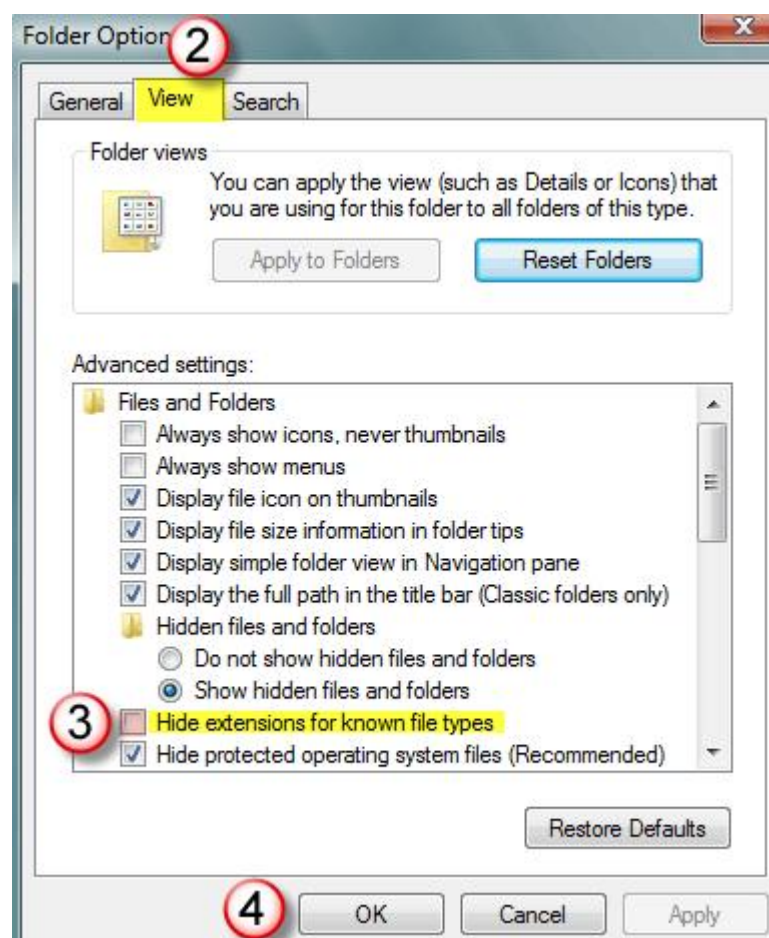 Folder Option
2
General View Search
Folder views
You can apply the view (such as Details or Icons) that
you are using for this folder to all folders of this type.
Apply to Folders Reset Folders
Advanced settings:
Files and Folders
Always show icons, never thumbnails
Always show menus
Display file icon on thumbnails
Display file size information in folder tips
Display simple folder view in Navigation pane
Display the full path in the title bar (Classic folders only)
Hidden files and folders
Do not show hidden files and folders
Show hidden files and folders
3 Hide extensions for known file types
Hide protected operating system files (Recommended)
Restore Defaults
4 OK Cancel Apply